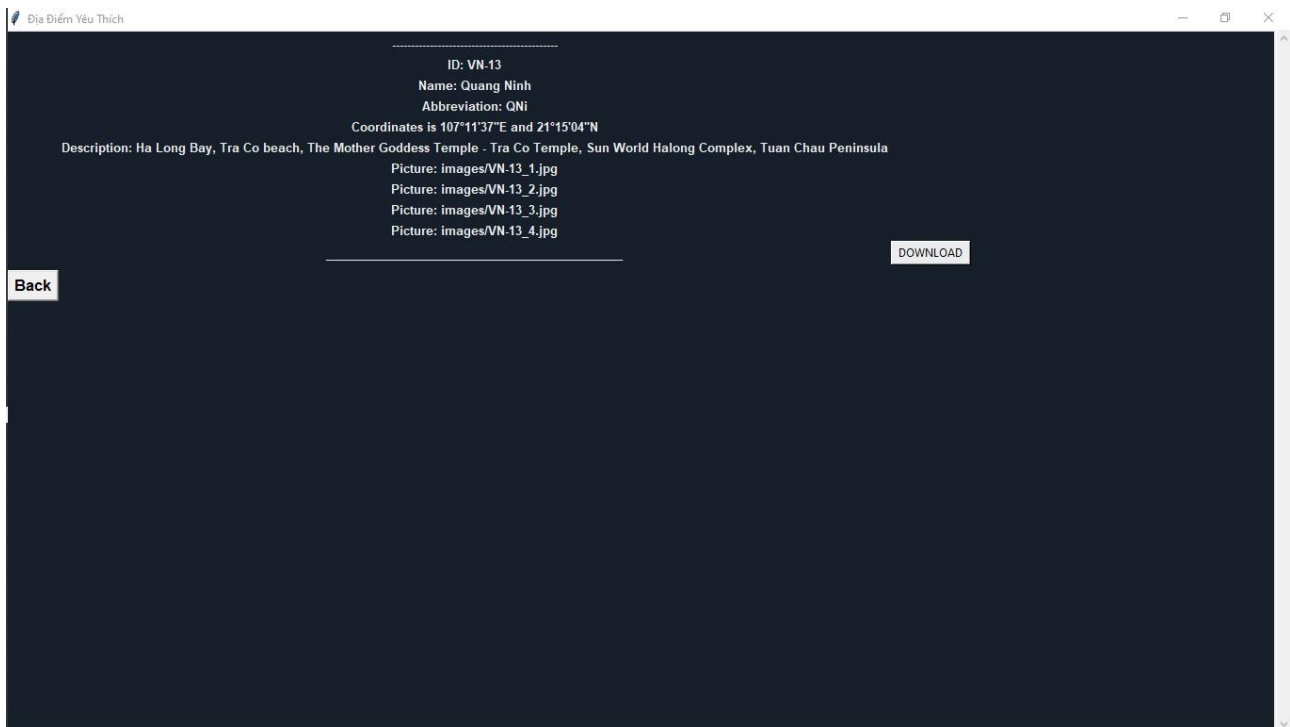 Địa Điểm Yêu Thích
-------------------------------------------
ID: VN-13
Name: Quang Ninh
Abbreviation: QNi
Coordinates is 107°11'37"E and 21°15'04"N
Description: Ha Long Bay, Tra Co beach, The Mother Goddess Temple - Tra Co Temple, Sun World Halong Complex, Tuan Chau Peninsula
Picture: images/VN-13_1.jpg
Picture: images/VN-13_2.jpg
Picture: images/VN-13_3.jpg
Picture: images/VN-13_4.jpg
__________________________________________
DOWNLOAD
Back